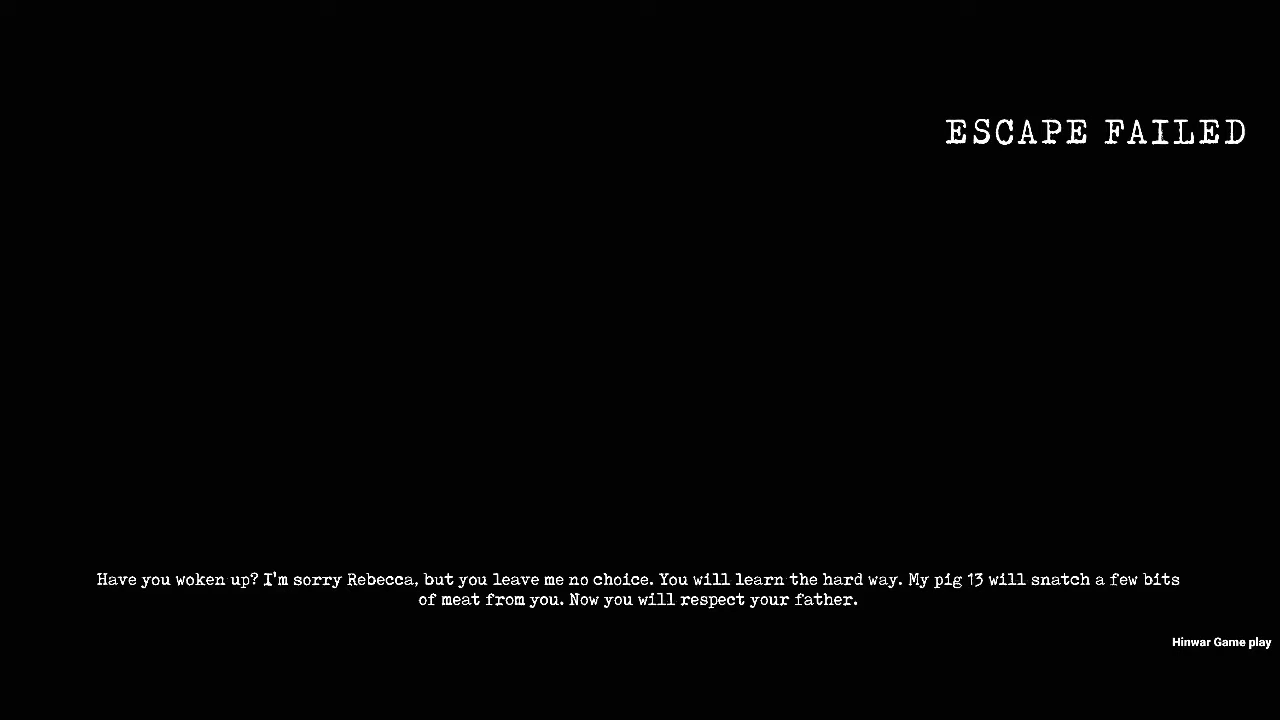 ESCAPE FAILED
Have you woken up? I'm sorry Rebecca, but you leave me no choice. You will learn the hard way. My pig 13 will snatch a few bits
of meat from you. Now you will respect your father.
Hinwar Game play